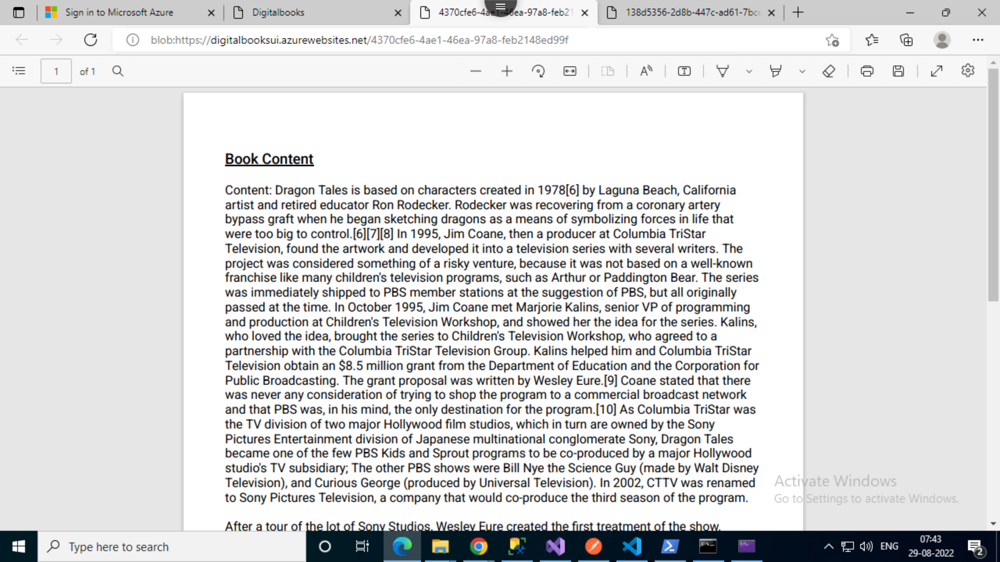 Sign in to Microsoft Azure
Digitalbooks
4370cfe6-4ae1-46ea-97a8-feb21
138d5356-2d8b-447c-ad61-7bce
blob:https://digitalbooksui.azurewebsites.net/4370cfe6-4ae1-46ea-97a8-feb2148ed99f
1 of 1
Book Content
Content: Dragon Tales is based on characters created in 1978[6] by Laguna Beach, California
artist and retired educator Ron Rodecker. Rodecker was recovering from a coronary artery
bypass graft when he began sketching dragons as a means of symbolizing forces in life that
were too big to control.[6][7][8] In 1995, Jim Coane, then a producer at Columbia TriStar
Television, found the artwork and developed it into a television series with several writers. The
project was considered something of a risky venture, because it was not based on a well-known
franchise like many children's television programs, such as Arthur or Paddington Bear. The series
was immediately shipped to PBS member stations at the suggestion of PBS, but all originally
passed at the time. In October 1995, Jim Coane met Marjorie Kalins, senior VP of programming
and production at Children's Television Workshop, and showed her the idea for the series. Kalins,
who loved the idea, brought the series to Children's Television Workshop, who agreed to a
partnership with the Columbia TriStar Television Group. Kalins helped him and Columbia TriStar
Television obtain an $8.5 million grant from the Department of Education and the Corporation for
Public Broadcasting. The grant proposal was written by Wesley Eure.[9] Coane stated that there
was never any consideration of trying to shop the program to a commercial broadcast network
and that PBS was, in his mind, the only destination for the program.[10] As Columbia TriStar was
the TV division of two major Hollywood film studios, which in turn are owned by the Sony
Pictures Entertainment division of Japanese multinational conglomerate Sony, Dragon Tales
became one of the few PBS Kids and Sprout programs to be co-produced by a major Hollywood
studio's TV subsidiary; The other PBS shows were Bill Nye the Science Guy (made by Walt Disney
Television), and Curious George (produced by Universal Television). In 2002, CTTV was renamed
to Sony Pictures Television, a company that would co-produce the third season of the program.
After a tour of the lot of Sony Studios, Wesley Eure created the first treatment of the show.
Activate Windows
Go to Settings to activate Windows.
Type here to search
ENG
07:43
29-08-2022
2